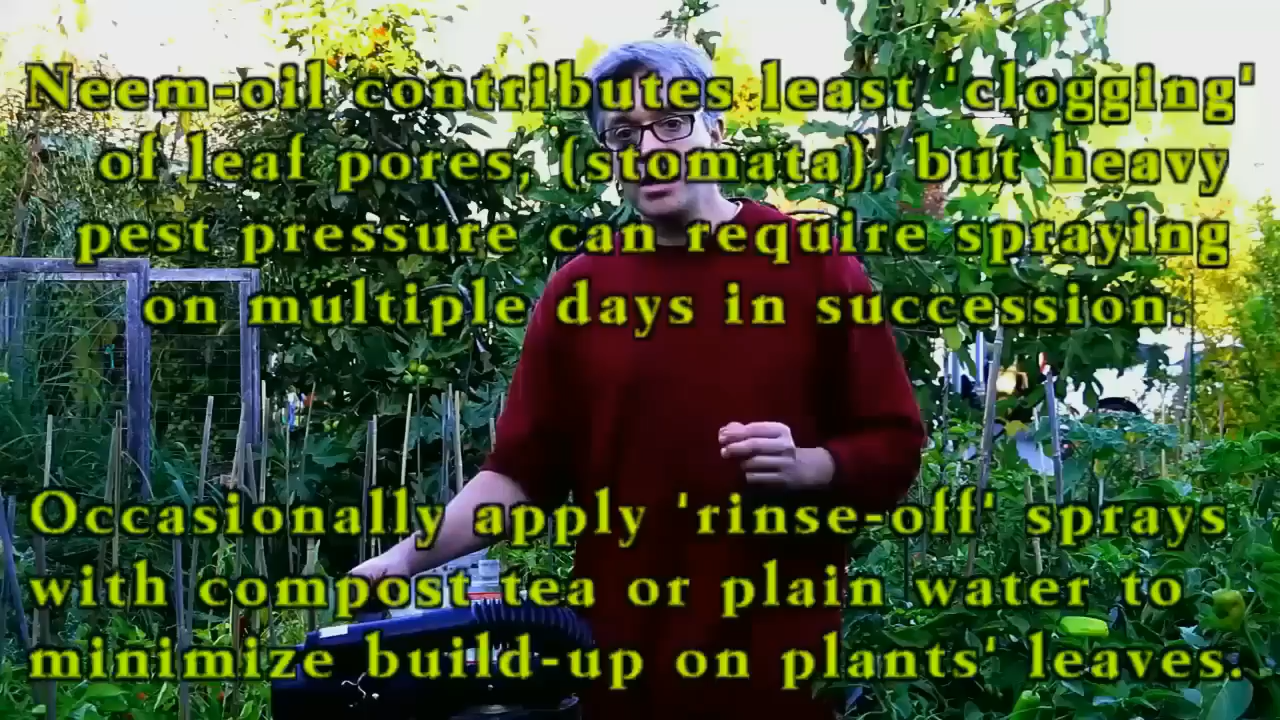 Neem-oil contributes least 'clogging'
of leaf pores, (stomata), but heavy
pest pressure can require spraying
on multiple days in succession.
Occasionally apply 'rinse-off' sprays
with compost tea or plain water to
minimize build-up on plants' leaves.